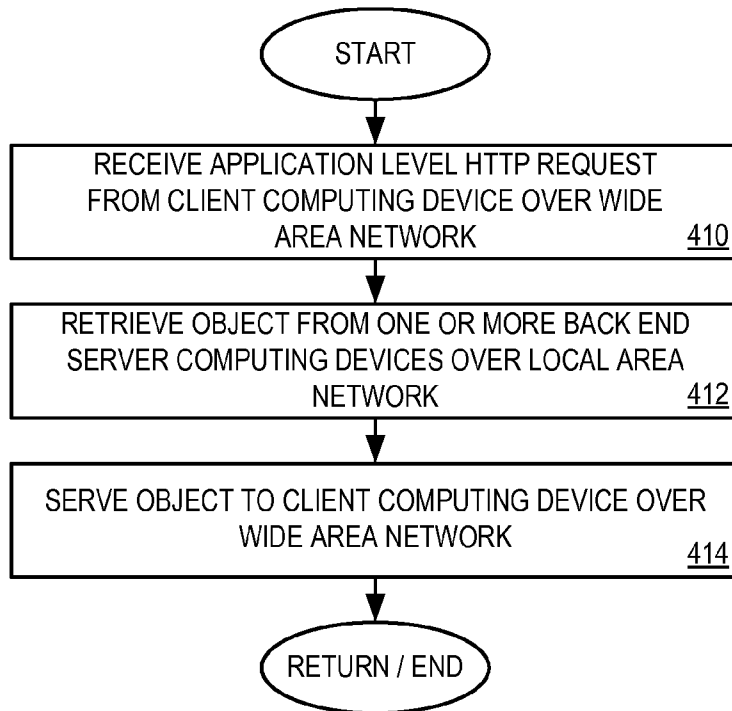 START
RECEIVE APPLICATION LEVEL HTTP REQUEST
FROM CLIENT COMPUTING DEVICE OVER WIDE
AREA NETWORK
410
RETRIEVE OBJECT FROM ONE OR MORE BACK END
SERVER COMPUTING DEVICES OVER LOCAL AREA
NETWORK
412
SERVE OBJECT TO CLIENT COMPUTING DEVICE OVER
WIDE AREA NETWORK
414
RETURN / END